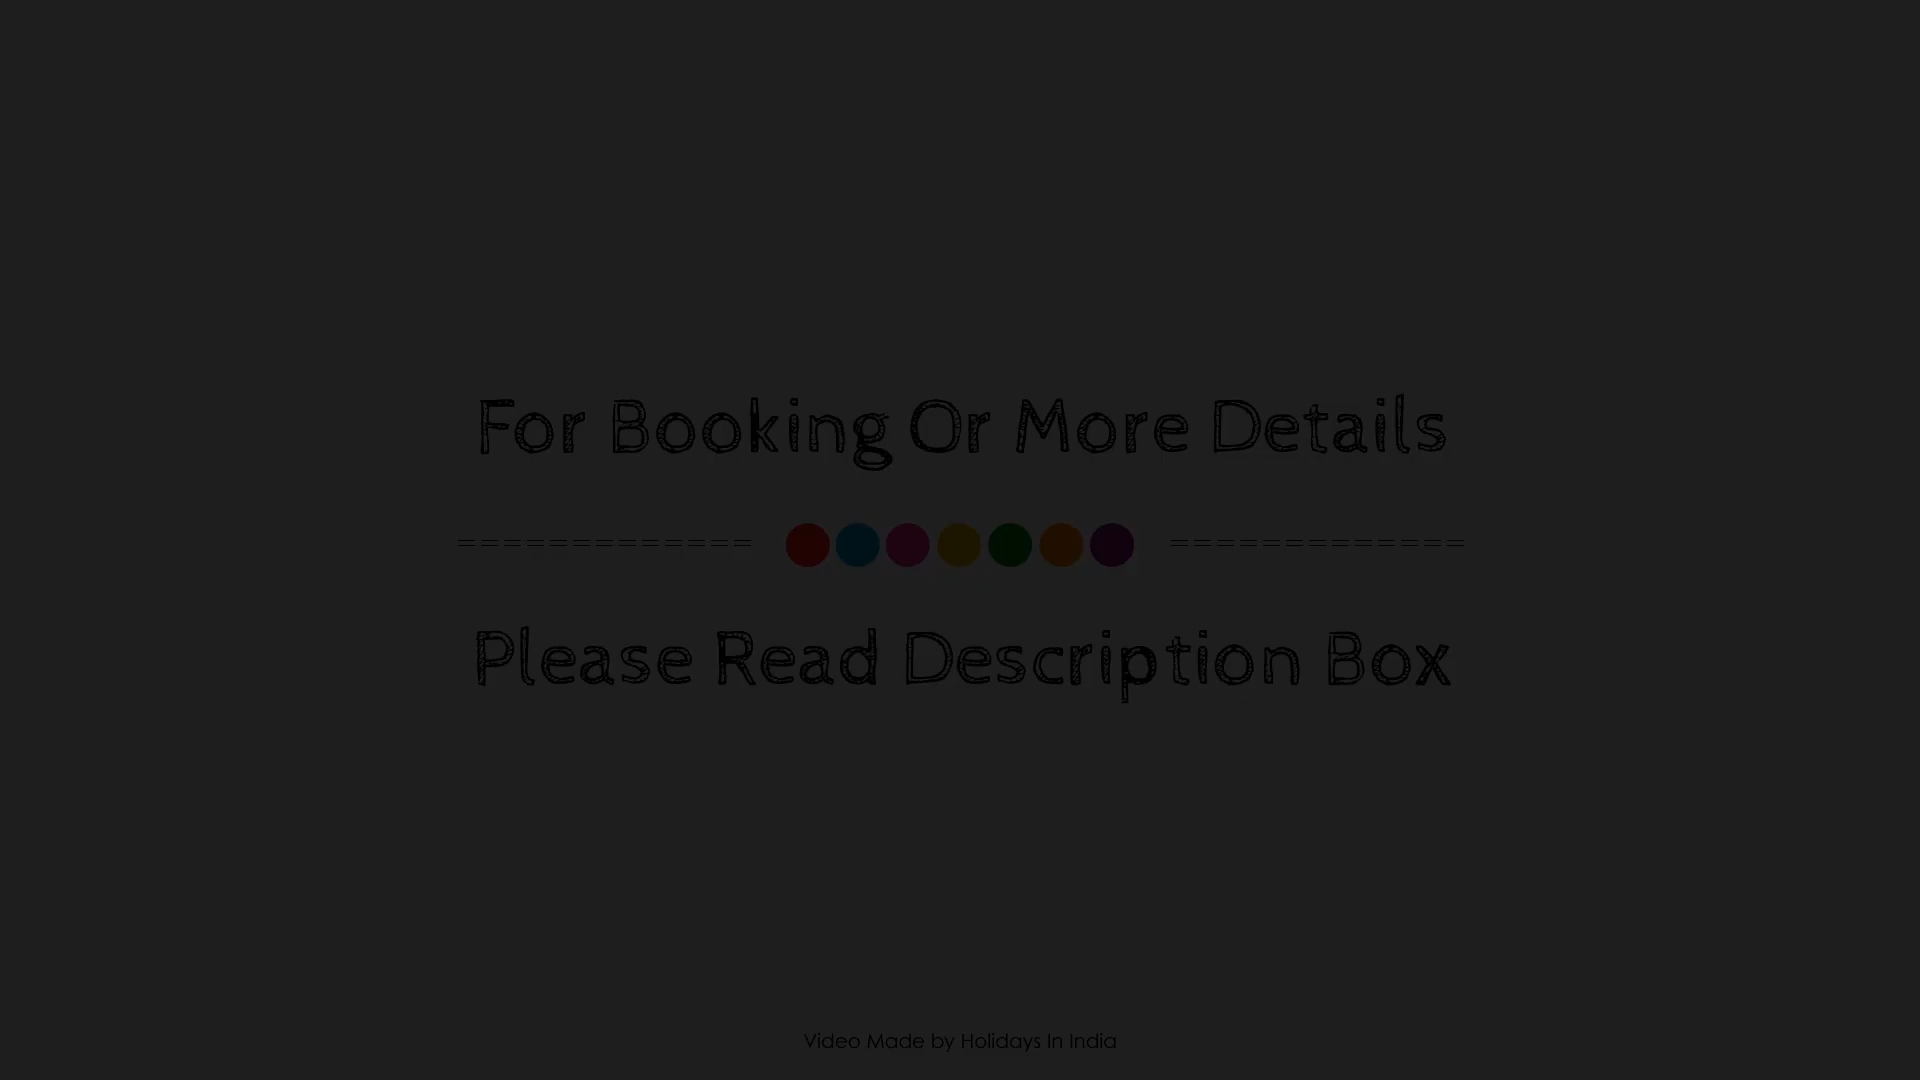 For Booking Or More Details
============= =============
Please Read Description Box
Video Made by Holidays In India